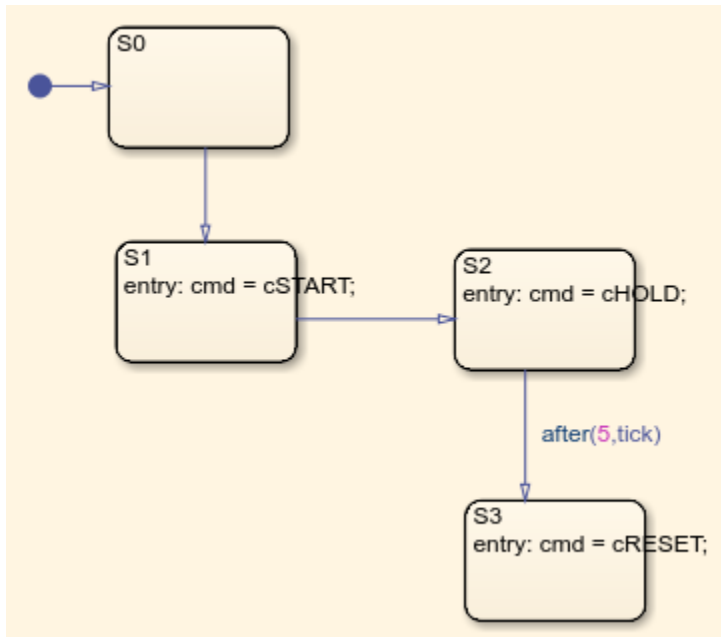 S0
S1
entry: cmd = cSTART;
S2
entry: cmd = cHOLD;
after(5,tick)
S3
entry: cmd = cRESET;